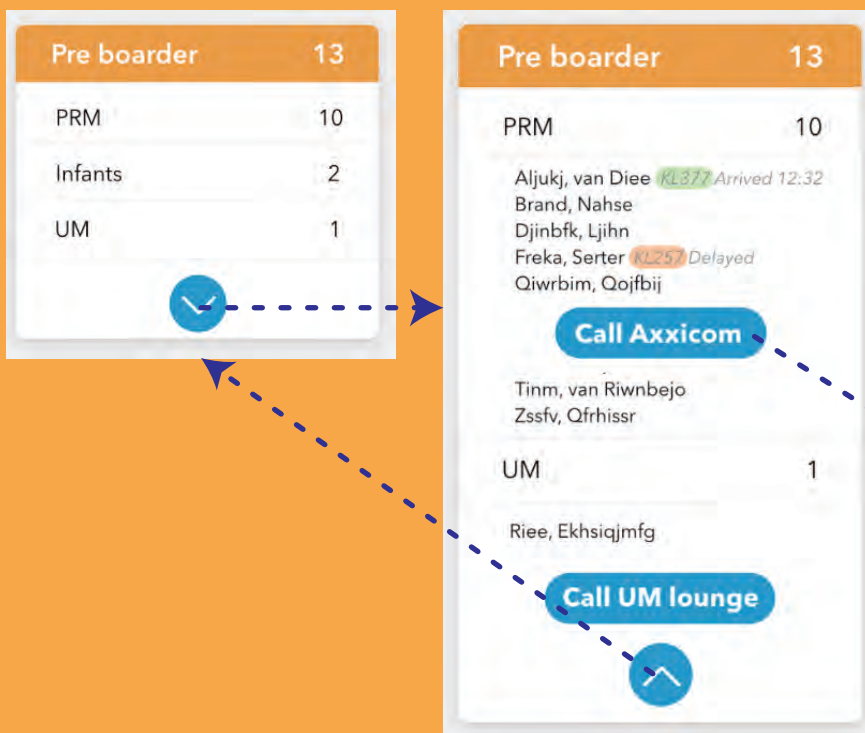 Pre boarder 13
PRM 10
Infants 2
UM 1
Pre boarder 13
PRM 10
Aljukj, van Diee KL377 Arrived 12:32
Brand, Nahse
Djinbfk, Ljihn
Freka, Serter KL257 Delayed
Qiwrbim, Qojfbij
Call Axxicom
Tinm, van Riwnbejo
Zssfv, Qfrhissr
UM 1
Riee, Ekhsiqjmfg
Call UM lounge